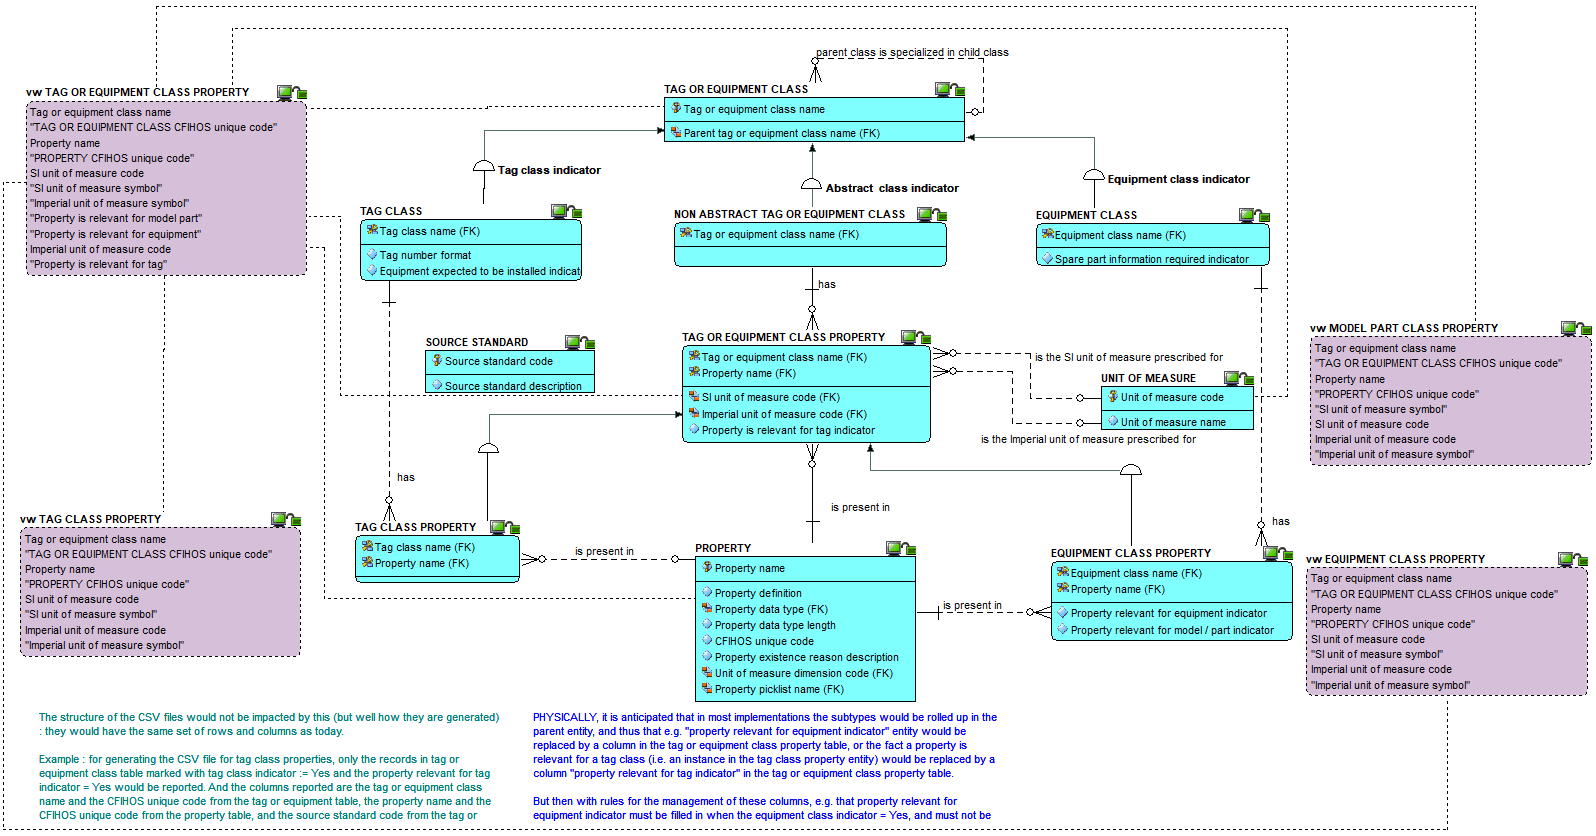 parent class is specialized in child class
vw TAG OR EQUIPMENT CLASS PROPERTY
Tag or equipment class name
"TAG OR EQUIPMENT CLASS CFIHOS unique code"
Property name
"PROPERTY CFIHOS unique code"
SI unit of measure code
"SI unit of measure symbol"
"Imperial unit of measure symbol"
"Property is relevant for model part"
"Property is relevant for equipment"
Imperial unit of measure code
"Property is relevant for tag"
TAG OR EQUIPMENT CLASS
Tag or equipment class name
Parent tag or equipment class name (FK)
Tag class indicator
Abstract class indicator
Equipment class indicator
TAG CLASS
Tag class name (FK)
Tag number format
Equipment expected to be installed indicat
NON ABSTRACT TAG OR EQUIPMENT CLASS
Tag or equipment class name (FK)
EQUIPMENT CLASS
Equipment class name (FK)
Spare part information required indicator
has
SOURCE STANDARD
Source standard code
Source standard description
TAG OR EQUIPMENT CLASS PROPERTY
Tag or equipment class name (FK)
Property name (FK)
SI unit of measure code (FK)
Imperial unit of measure code (FK)
Property is relevant for tag indicator
is the SI unit of measure prescribed for
UNIT OF MEASURE
Unit of measure code
Unit of measure name
is the Imperial unit of measure prescribed for
vw MODEL PART CLASS PROPERTY
Tag or equipment class name
"TAG OR EQUIPMENT CLASS CFIHOS unique code"
Property name
"PROPERTY CFIHOS unique code"
"SI unit of measure symbol"
SI unit of measure code
Imperial unit of measure code
"Imperial unit of measure symbol"
has
is present in
has
vw TAG CLASS PROPERTY
Tag or equipment class name
"TAG OR EQUIPMENT CLASS CFIHOS unique code"
Property name
"PROPERTY CFIHOS unique code"
SI unit of measure code
"SI unit of measure symbol"
Imperial unit of measure code
"Imperial unit of measure symbol"
TAG CLASS PROPERTY
Tag class name (FK)
Property name (FK)
is present in
PROPERTY
Property name
Property definition
Property data type (FK)
Property data type length
CFIHOS unique code
Property existence reason description
Unit of measure dimension code (FK)
Property picklist name (FK)
is present in
EQUIPMENT CLASS PROPERTY
Equipment class name (FK)
Property name (FK)
Property relevant for equipment indicator
Property relevant for model / part indicator
vw EQUIPMENT CLASS PROPERTY
Tag or equipment class name
"TAG OR EQUIPMENT CLASS CFIHOS unique code"
Property name
"PROPERTY CFIHOS unique code"
SI unit of measure code
"SI unit of measure symbol"
Imperial unit of measure code
"Imperial unit of measure symbol"
The structure of the CSV files would not be impacted by this (but well how they are generated)
: they would have the same set of rows and columns as today.
Example : for generating the CSV file for tag class properties, only the records in tag or
equipment class table marked with tag class indicator := Yes and the property relevant for tag
indicator = Yes would be reported. And the columns reported are the tag or equipment class
name and the CFIHOS unique code from the tag or equipment table, the property name and the
CFIHOS unique code from the property table, and the source standard code from the tag or
PHYSICALLY, it is anticipated that in most implementations the subtypes would be rolled up in the
parent entity, and thus that e.g. "property relevant for equipment indicator" entity would be
replaced by a column in the tag or equipment class property table, or the fact a property is
relevant for a tag class (i.e. an instance in the tag class property entity) would be replaced by a
column "property relevant for tag indicator" in the tag or equipment class property table.
But then with rules for the management of these columns, e.g. that property relevant for
equipment indicator must be filled in when the equipment class indicator = Yes, and must not be